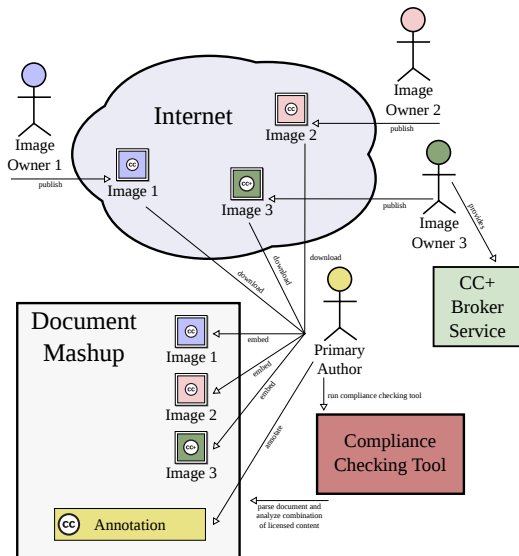 Image
Owner 2
Internet
cc
Image 2
publish
Image
Owner 1
publish
cc
Image 1
cc+
Image 3
publish
Image
Owner 3
provides
download
download
download
CC+
Broker
Service
Document
Mashup
cc
Image 1
embed
cc
Image 2
embed
cc+
Image 3
embed
Primary
Author
annotate
run compliance checking tool
Compliance
Checking Tool
parse document and
analyze combination
of licensed content
cc
Annotation